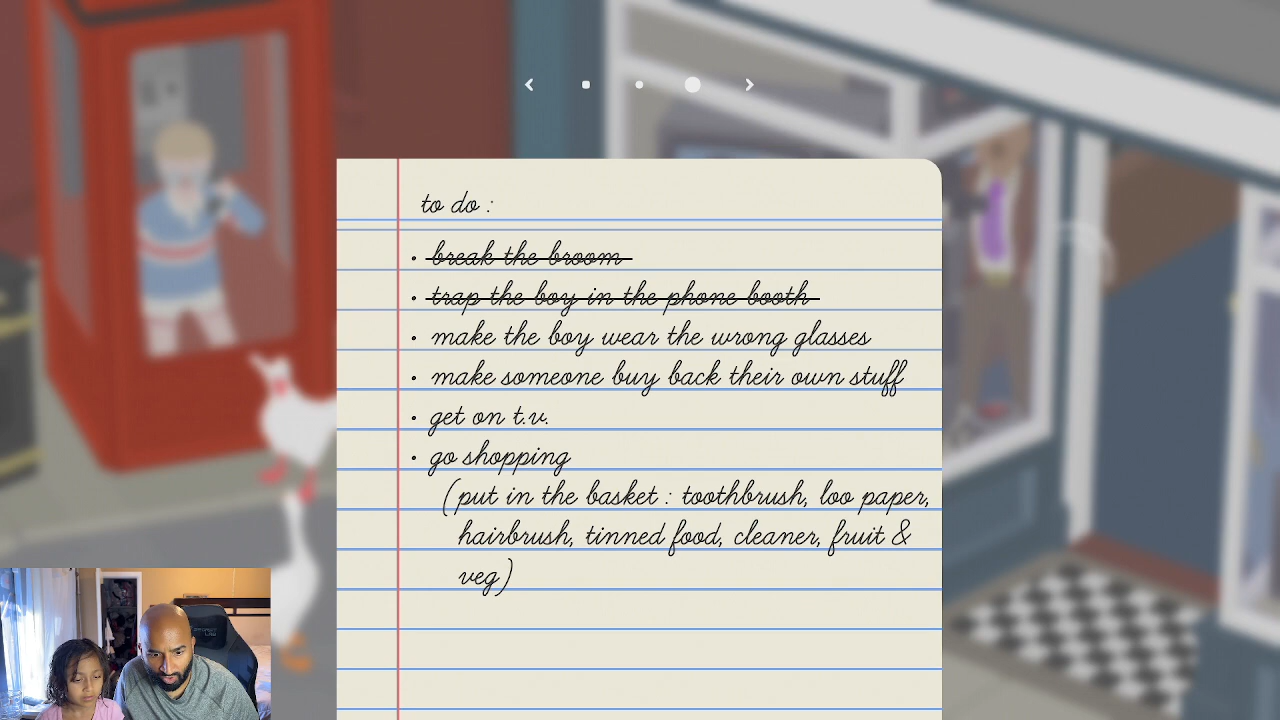 to do :
• break the broom
• trap the boy in the phone booth
• make the boy wear the wrong glasses
• make someone buy back their own stuff
• get on t.v.
• go shopping
(put in the basket : toothbrush, loo paper,
hairbrush, tinned food, cleaner, fruit &
veg)